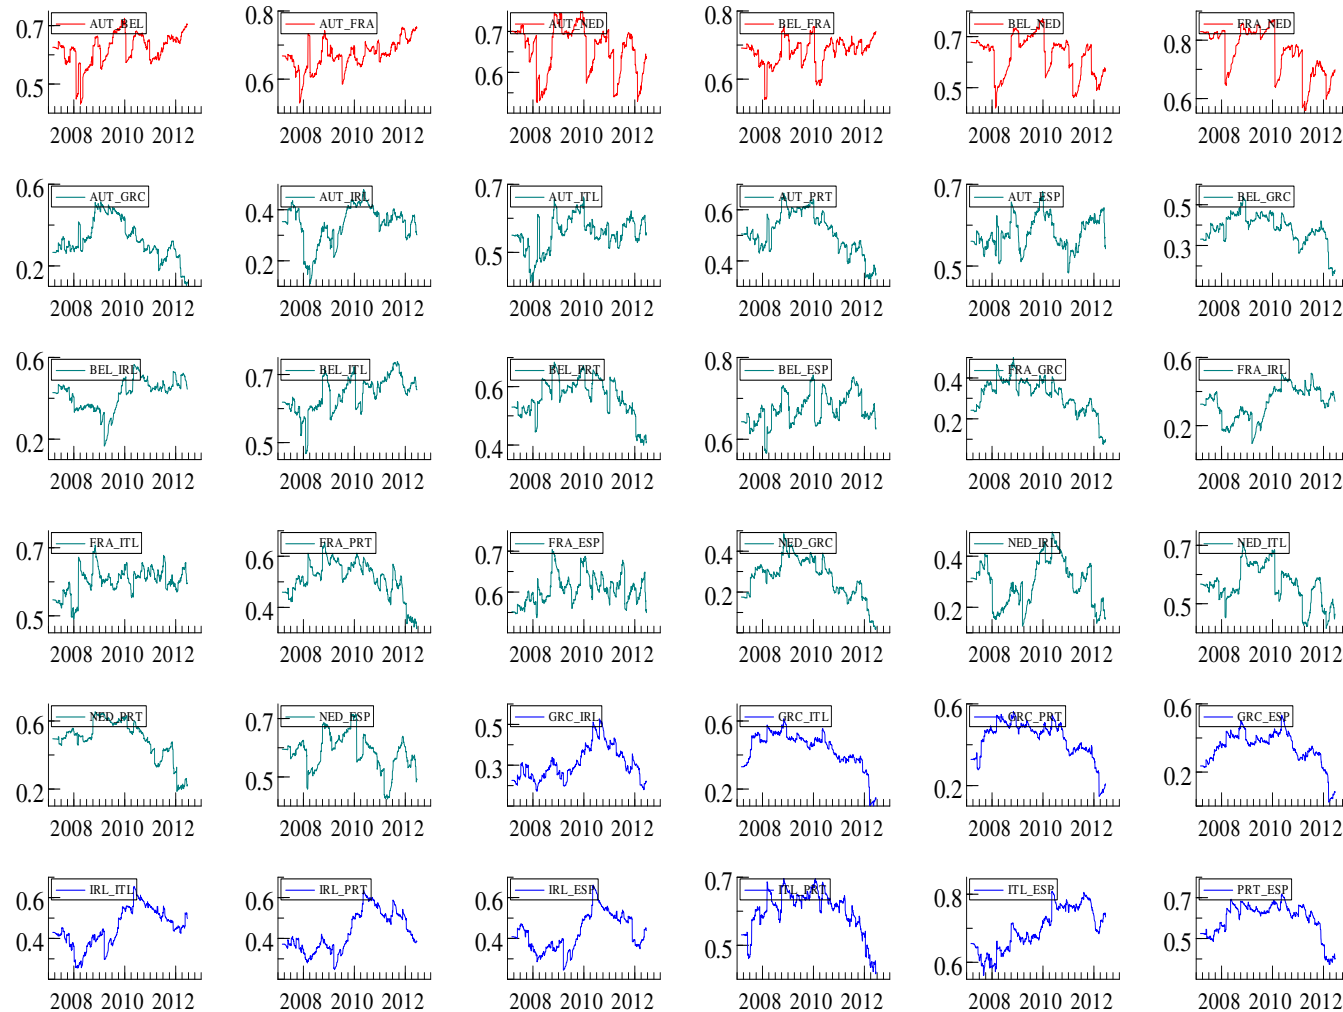 AUT_BEL
0.7
0.5
2008 2010 2012
AUT_FRA
0.8
0.6
2008 2010 2012
AUT_NED
0.7
0.6
2008 2010 2012
BEL_FRA
0.8
0.6
2008 2010 2012
BEL_NED
0.7
0.5
2008 2010 2012
FRA_NED
0.8
0.6
2008 2010 2012
AUT_GRC
0.6
0.2
2008 2010 2012
AUT_IRL
0.4
0.2
2008 2010 2012
AUT_ITL
0.7
0.5
2008 2010 2012
AUT_PRT
0.6
0.4
2008 2010 2012
AUT_ESP
0.7
0.5
2008 2010 2012
BEL_GRC
0.5
0.3
2008 2010 2012
BEL_IRL
0.6
0.2
2008 2010 2012
BEL_ITL
0.7
0.5
2008 2010 2012
BEL_PRT
0.6
0.4
2008 2010 2012
BEL_ESP
0.8
0.6
2008 2010 2012
FRA_GRC
0.4
0.2
2008 2010 2012
FRA_IRL
0.6
0.2
2008 2010 2012
FRA_ITL
0.7
0.5
2008 2010 2012
FRA_PRT
0.6
0.4
2008 2010 2012
FRA_ESP
0.7
0.6
2008 2010 2012
NED_GRC
0.4
0.2
2008 2010 2012
NED_IRL
0.4
0.2
2008 2010 2012
NED_ITL
0.7
0.5
2008 2010 2012
NED_PRT
0.6
0.2
2008 2010 2012
NED_ESP
0.7
0.5
2008 2010 2012
GRC_IRL
0.5
0.3
2008 2010 2012
GRC_ITL
0.6
0.2
2008 2010 2012
GRC_PRT
0.6
0.2
2008 2010 2012
GRC_ESP
0.6
0.2
2008 2010 2012
IRL_ITL
0.6
0.4
2008 2010 2012
IRL_PRT
0.6
0.4
2008 2010 2012
IRL_ESP
0.6
0.4
2008 2010 2012
ITL_PRT
0.7
0.5
2008 2010 2012
ITL_ESP
0.8
0.6
2008 2010 2012
PRT_ESP
0.7
0.5
2008 2010 2012